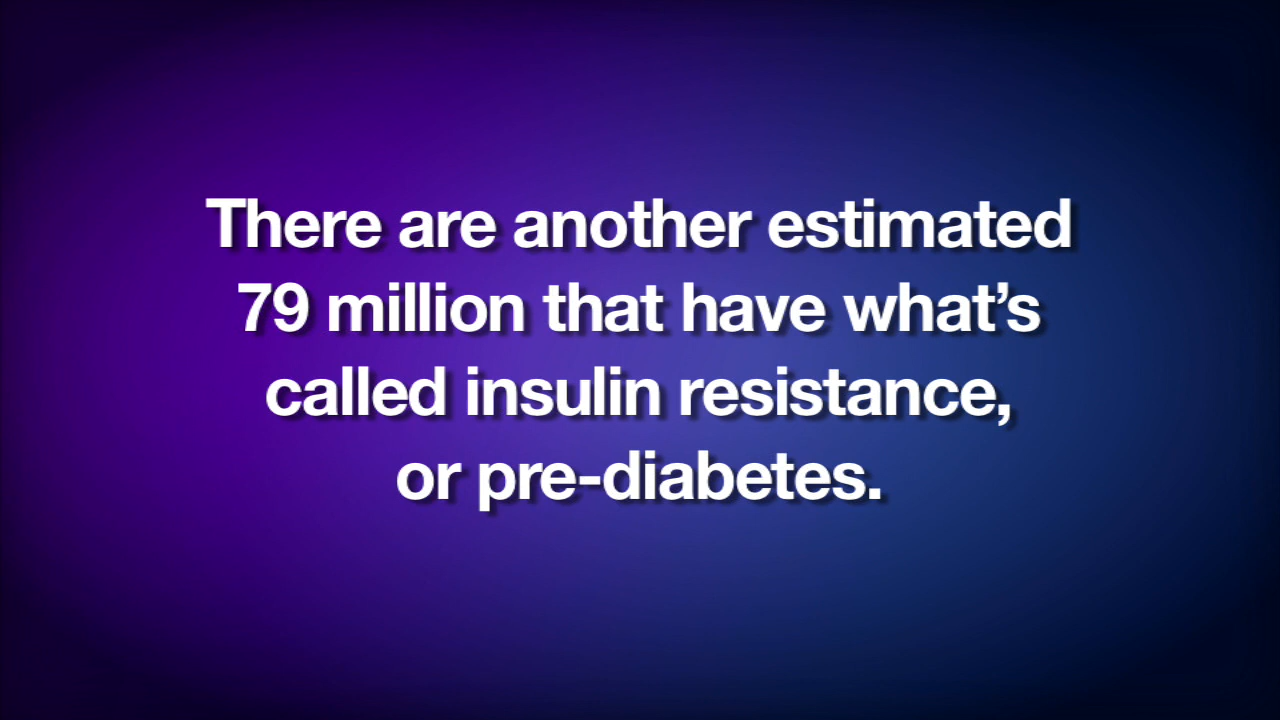 There are another estimated
79 million that have what’s
called insulin resistance,
or pre-diabetes.